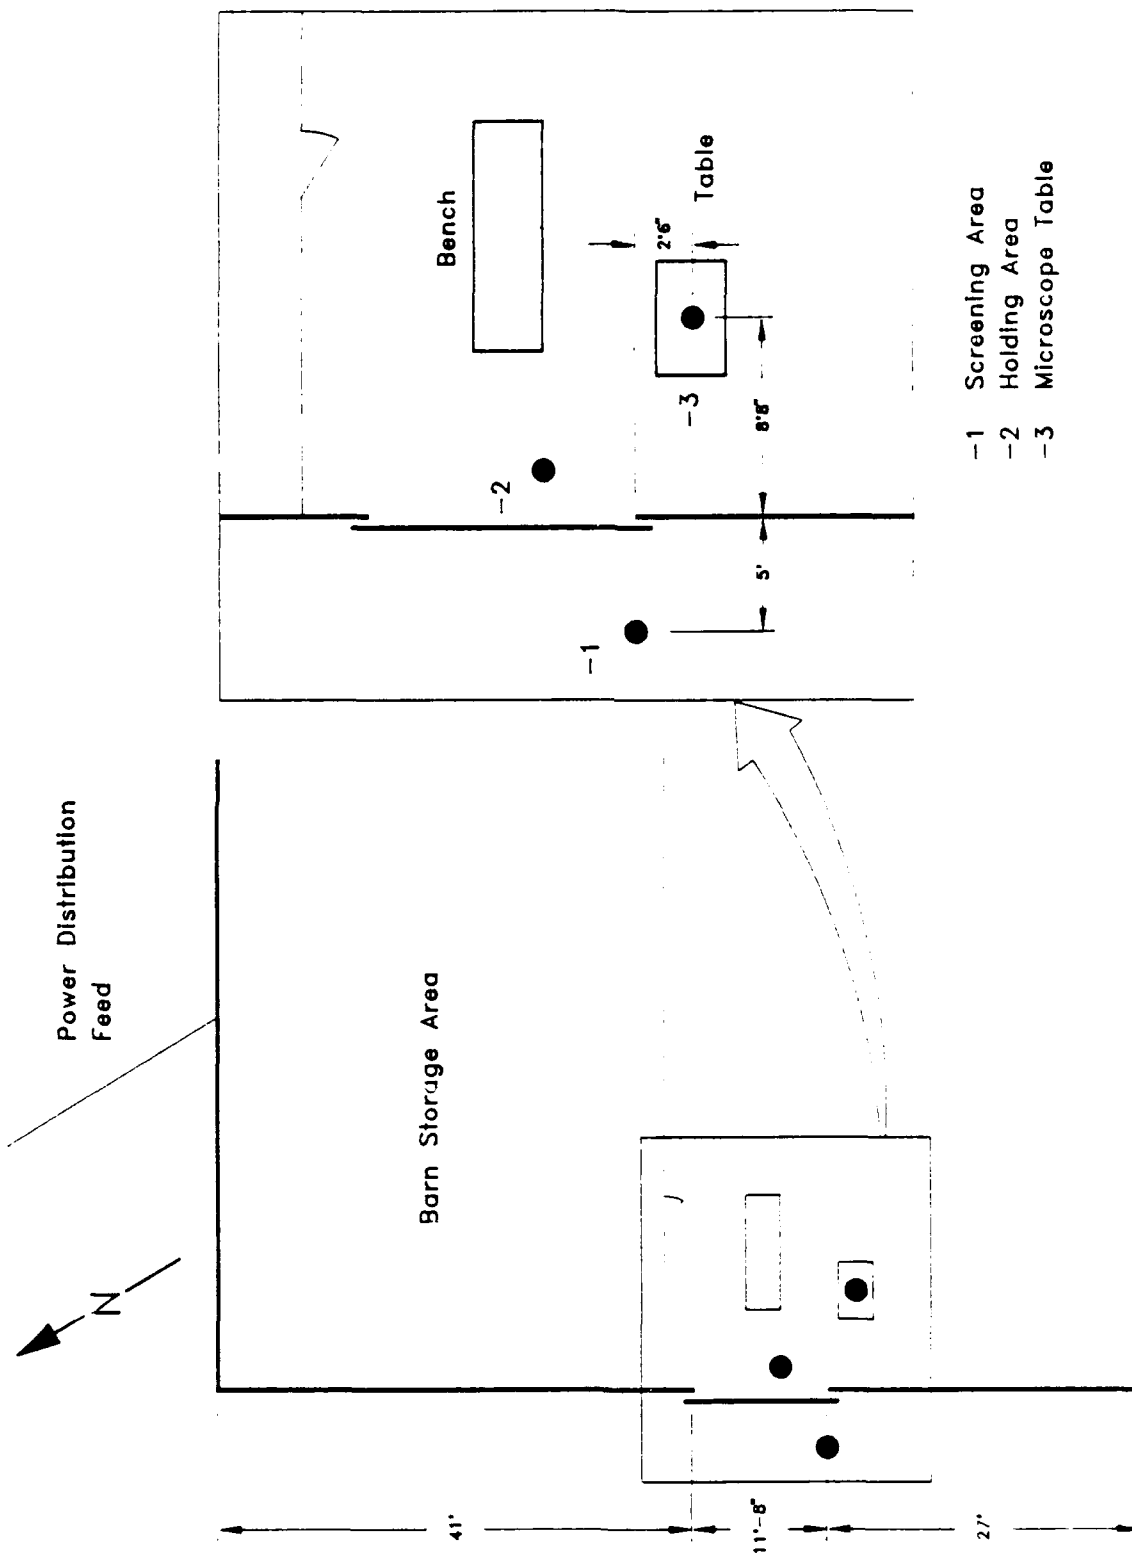 Power Distribution
Feed
N
Barn Storage Area
41'
11'-8"
27'
Bench
Table
2'6"
-3
8'8"
-2
5'
-1
-1 Screening Area
-2 Holding Area
-3 Microscope Table